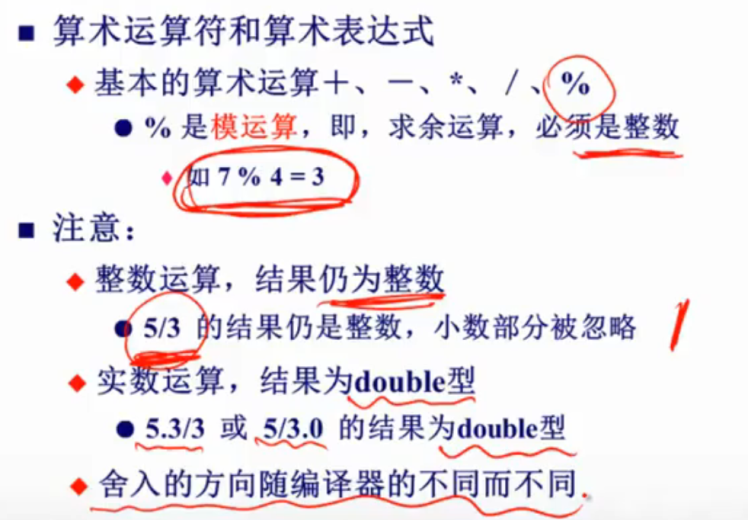 算术运算符和算术表达式
基本的算术运算＋、－、*、/、%
% 是模运算，即，求余运算，必须是整数
如 7 % 4 = 3
注意：
整数运算，结果仍为整数
5/3 的结果仍是整数，小数部分被忽略 1
实数运算，结果为double型
5.3/3 或 5/3.0 的结果为double型
舍入的方向随编译器的不同而不同.